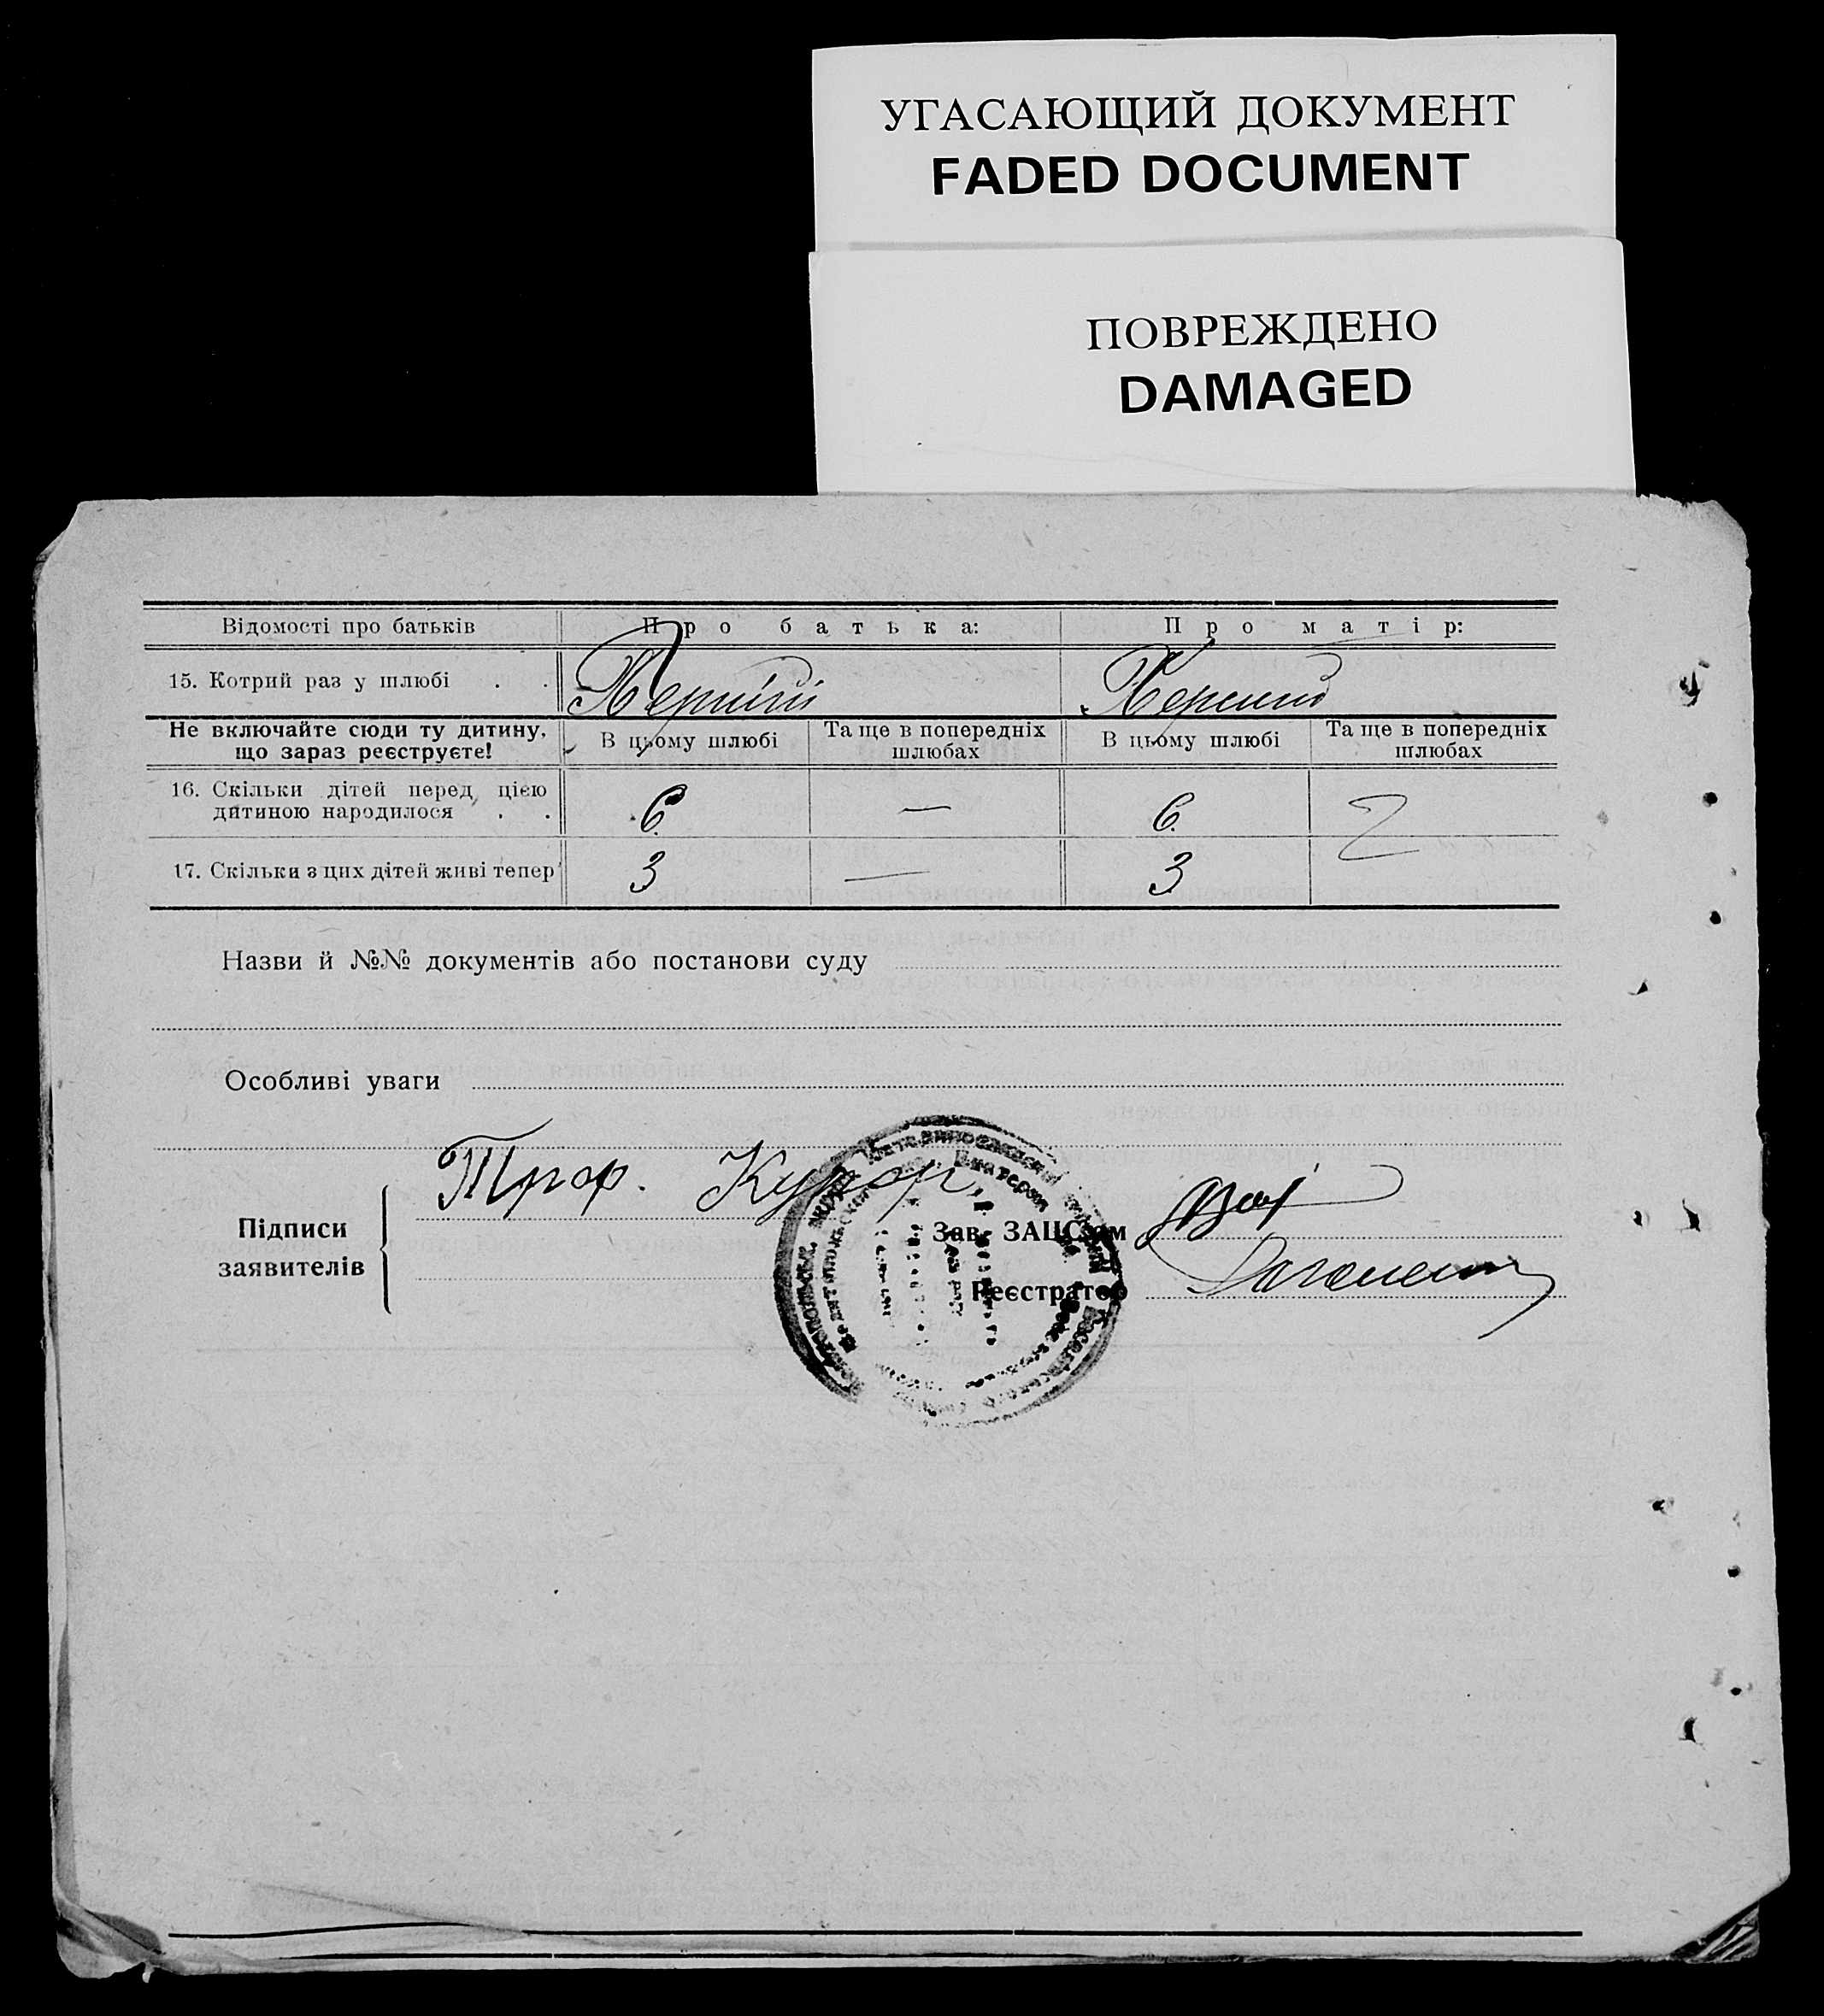 УГАСАЮЩИЙ ДОКУМЕНТ
FADED DOCUMENT
ПОВРЕЖДЕНО
DAMAGED
Відомості про батьків Про батька: Про матір:
15. Котрий раз у шлюбі . . Перший Перший
Не включайте сюди ту дитину, що зараз реєструєте! В цьому шлюбі Та ще в попередніх шлюбах В цьому шлюбі Та ще в попередніх шлюбах
16. Скільки дітей перед цією
дитиною народилося . . 6 — 6
17. Скільки з цих дітей живі тепер 3 — 3
Назви й №№ документів або постанови суду
Особливі уваги
Троф.
Підписи
заявителів
Зав. ЗАЦС'ом
Реєстратор